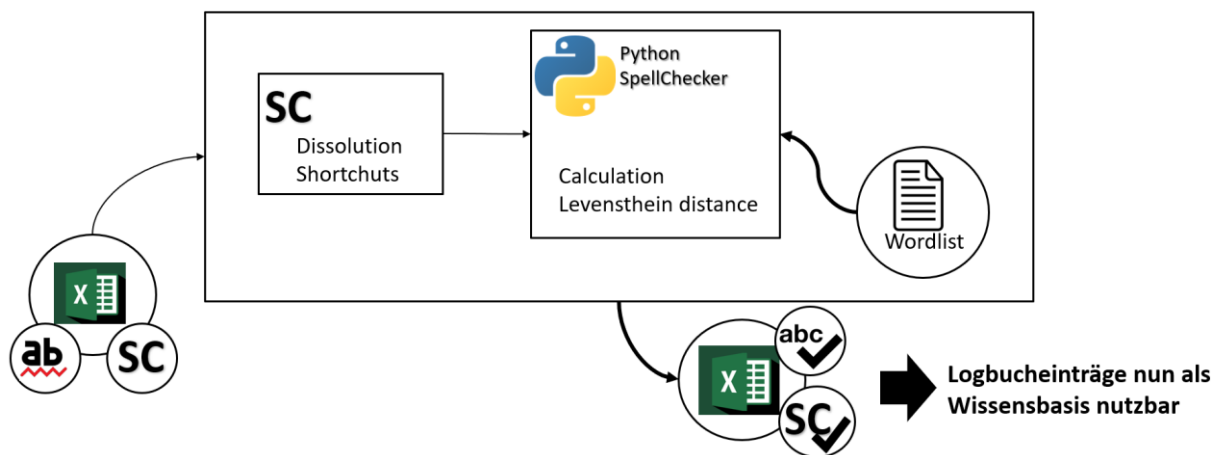 Python
SpellChecker
SC
Dissolution
Shortchuts
Calculation
Levensthein distance
Wordlist
X
ab
SC
X
abc
SC
Logbucheinträge nun als
Wissensbasis nutzbar